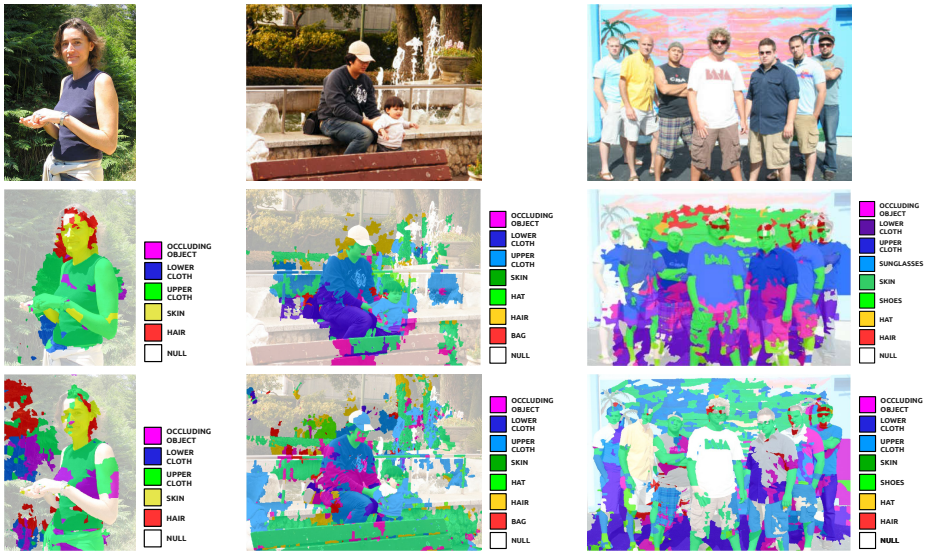 OCCLUDING
OBJECT
LOWER
CLOTH
UPPER
CLOTH
SKIN
HAIR
NULL
OCCLUDING
OBJECT
LOWER
CLOTH
UPPER
CLOTH
SKIN
HAT
HAIR
BAG
NULL
OCCLUDING
OBJECT
LOWER
CLOTH
UPPER
CLOTH
SUNGLASSES
SKIN
SHOES
HAT
HAIR
NULL
OCCLUDING
OBJECT
LOWER
CLOTH
UPPER
CLOTH
SKIN
HAIR
NULL
OCCLUDING
OBJECT
LOWER
CLOTH
UPPER
CLOTH
SKIN
HAT
HAIR
BAG
NULL
OCCLUDING
OBJECT
LOWER
CLOTH
UPPER
CLOTH
SKIN
SHOES
HAT
HAIR
NULL